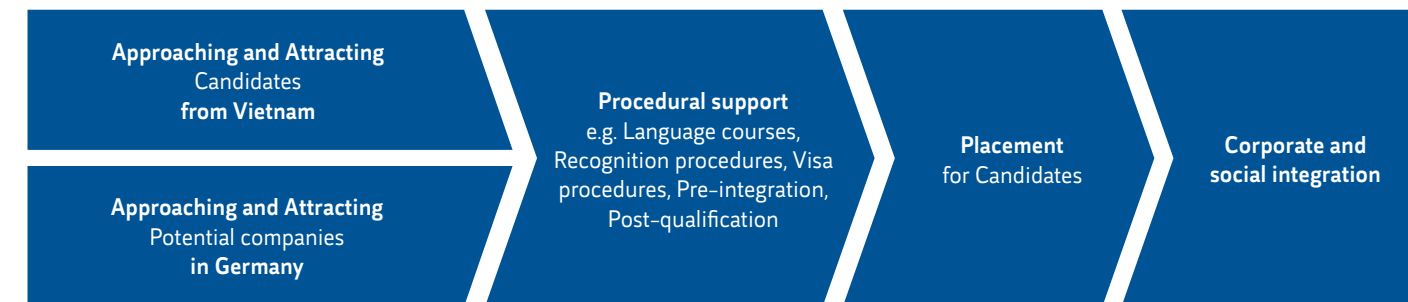 Approaching and Attracting
Candidates
from Vietnam
Approaching and Attracting
Potential companies
in Germany
Procedural support
e.g. Language courses,
Recognition procedures, Visa
procedures, Pre-integration,
Post-qualification
Placement
for Candidates
Corporate and
social integration